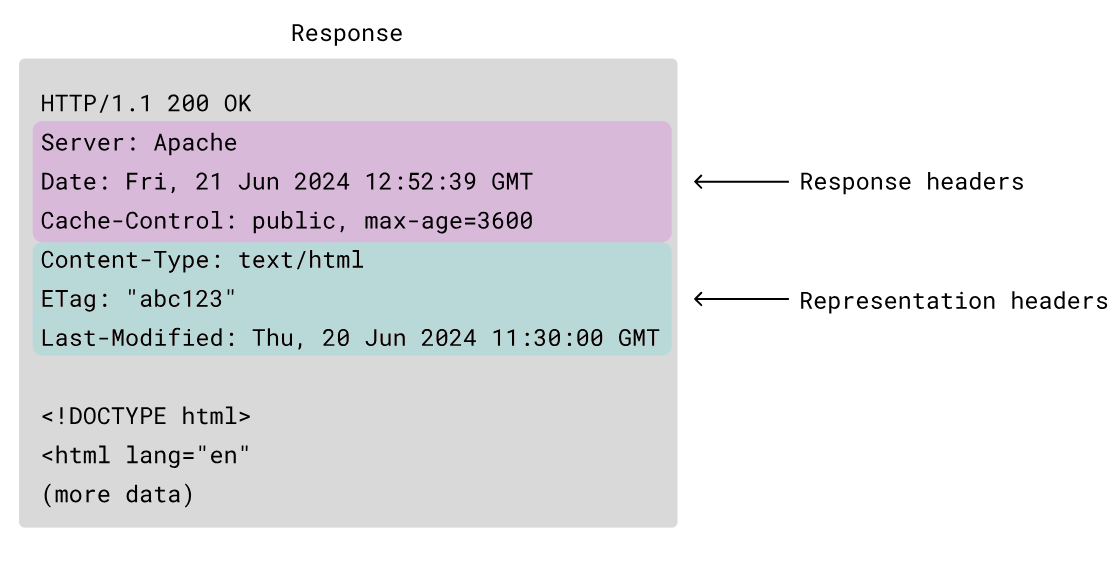 Response
HTTP/1.1 200 OK
Server: Apache
Date: Fri, 21 Jun 2024 12:52:39 GMT
Cache-Control: public, max-age=3600
Response headers
Content-Type: text/html
ETag: "abc123"
Last-Modified: Thu, 20 Jun 2024 11:30:00 GMT
Representation headers
<!DOCTYPE html>
<html lang="en"
(more data)